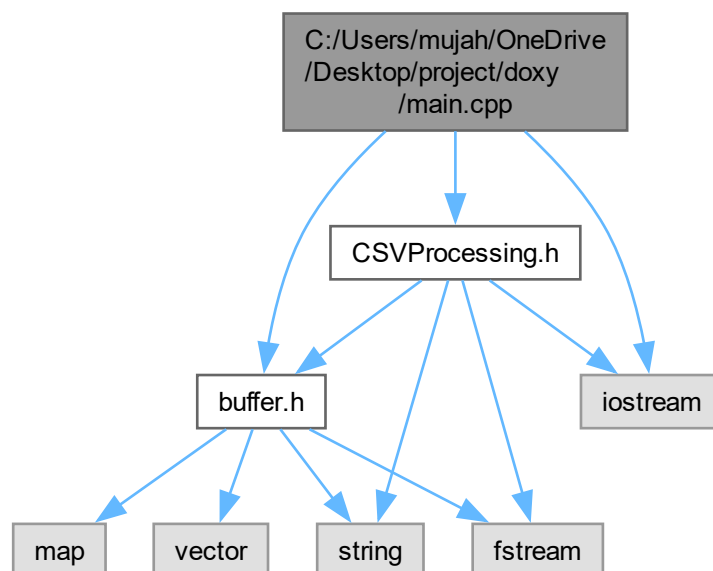 C:/Users/mujah/OneDrive
/Desktop/project/doxy
/main.cpp
CSVProcessing.h
buffer.h
iostream
map
vector
string
fstream